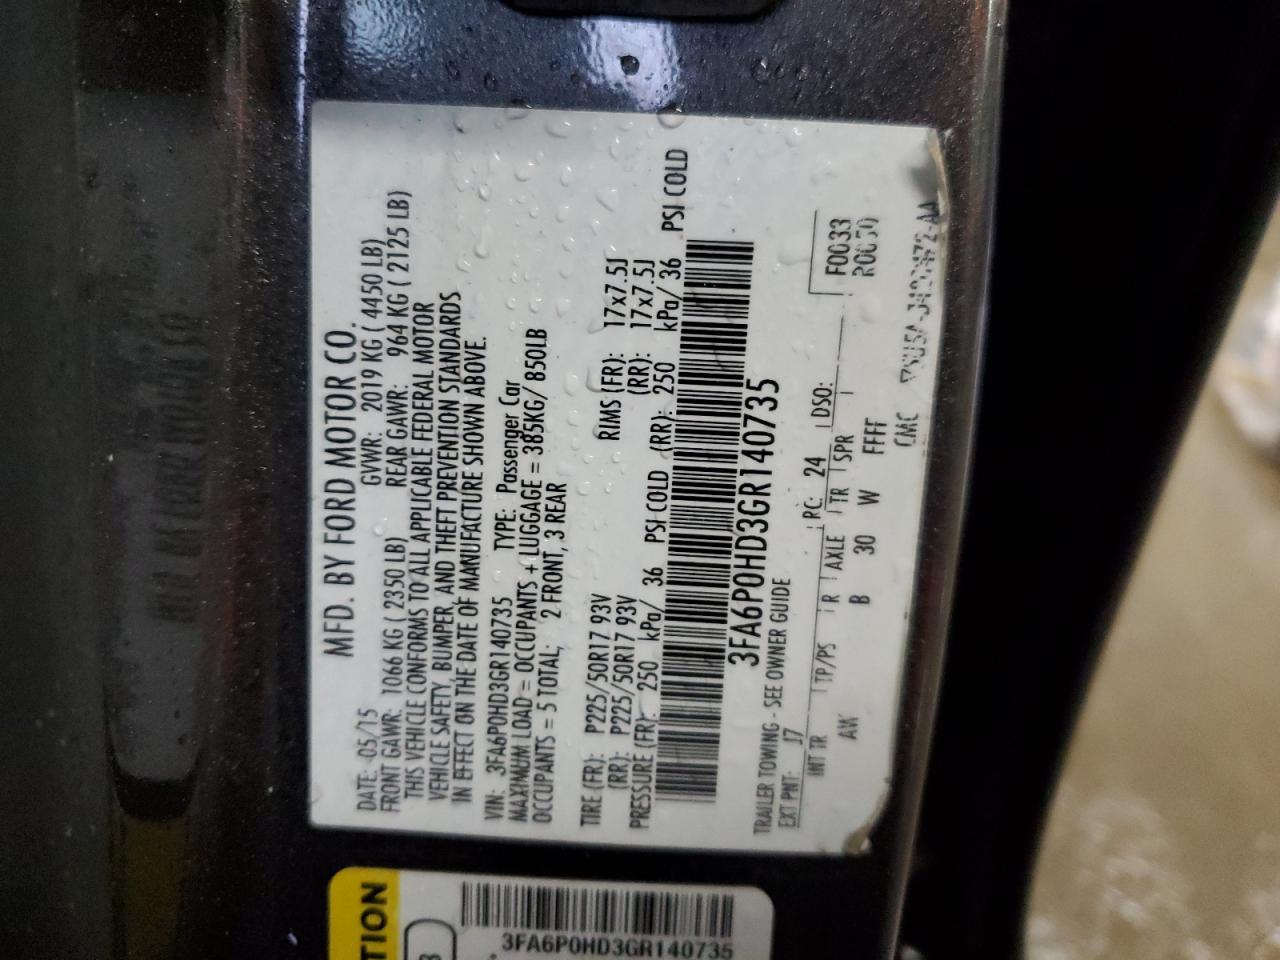 MFD. BY FORD MOTOR CO.
DATE: 05/15 GVWR: 2019 KG ( 4450 LB)
FRONT GAWR: 1066 KG ( 2350 LB) REAR GAWR: 964 KG ( 2125 LB)
THIS VEHICLE CONFORMS TO ALL APPLICABLE FEDERAL MOTOR
VEHICLE SAFETY, BUMPER, AND THEFT PREVENTION STANDARDS
IN EFFECT ON THE DATE OF MANUFACTURE SHOWN ABOVE.
VIN: 3FA6P0HD3GR140735 TYPE: Passenger Car
MAXIMUM LOAD = OCCUPANTS + LUGGAGE = 385KG/ 850LB
OCCUPANTS = 5 TOTAL; 2 FRONT, 3 REAR
TIRE (FR): P225/50R17 93V RIMS (FR): 17x7.5J
(RR): P225/50R17 93V (RR): 17x7.5J
PRESSURE (FR): 250 kPa/ 36 PSI COLD (RR): 250 kPa/ 36 PSI COLD
3FA6P0HD3GR140735
TRAILER TOWING - SEE OWNER GUIDE F0033
EXT PNT: J7 RC: 24 DSO:
INT TR TP/PS R AXLE TR SPR
AW B 30 W FFFF
CMC
TION
3FA6P0HD3GR140735